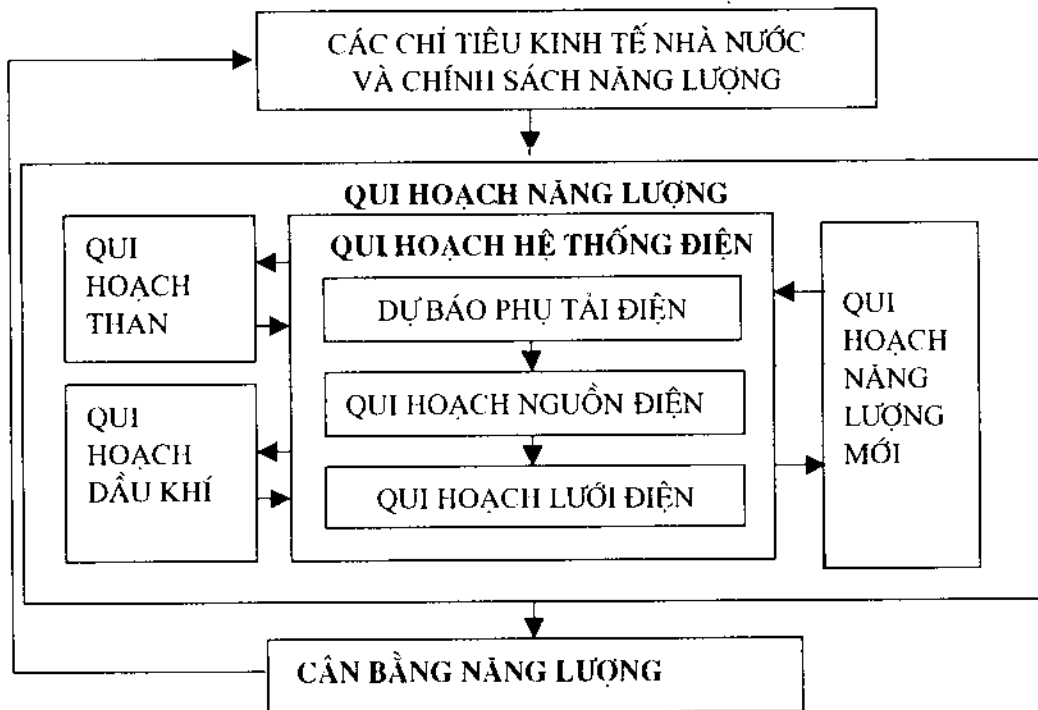 CÁC CHỈ TIÊU KINH TẾ NHÀ NƯỚC
VÀ CHÍNH SÁCH NĂNG LƯỢNG
QUI HOẠCH NĂNG LƯỢNG
QUI
HOẠCH
THAN
QUI
HOẠCH
DẦU KHÍ
QUI HOẠCH HỆ THỐNG ĐIỆN
DỰ BÁO PHỤ TẢI ĐIỆN
QUI HOẠCH NGUỒN ĐIỆN
QUI HOẠCH LƯỚI ĐIỆN
QUI
HOẠCH
NĂNG
LƯỢNG
MỚI
CÂN BẰNG NĂNG LƯỢNG